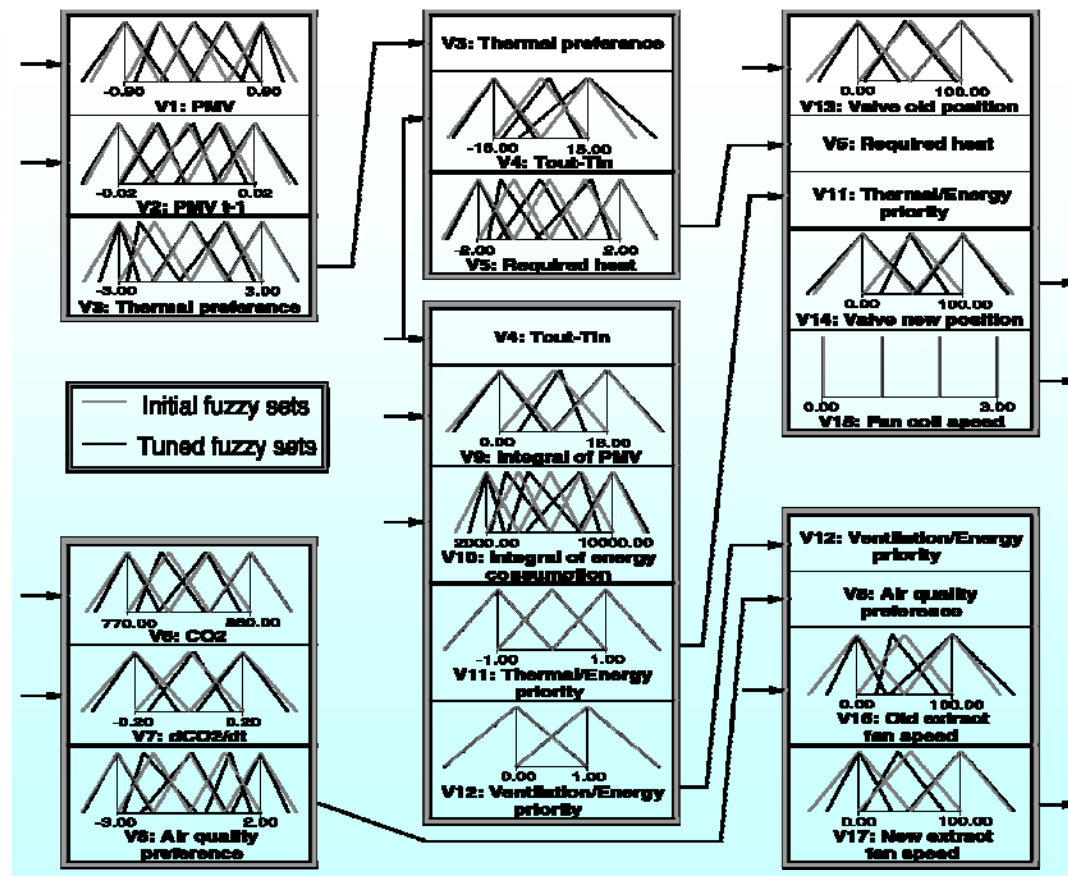 -0.90 0.90
V1: PMV
-0.02 0.02
V2: PMV t-1
-3.00 3.00
V3: Thermal preference
Initial fuzzy sets
Tuned fuzzy sets
770.00 880.00
V6: CO2
-0.20 0.20
V7: dCO2/dt
-3.00 2.00
V8: Air quality
preference
V3: Thermal preference
V4: Tout-Tin
-2.00 2.00
V5: Required heat
V4: Tout-Tin
0.00
V9: Integral of PMV
2000.00 10000.00
V10: Integral of energy
consumption
-1.00 1.00
V11: Thermal/Energy
priority
0.00 1.00
V12: Ventilation/Energy
priority
0.00 100.00
V13: Valve old position
V5: Required heat
V11: Thermal/Energy
priority
0.00 100.00
V14: Valve new position
0.00 3.00
V15: Fan coil speed
V12: Ventilation/Energy
priority
V8: Air quality
preference
0.00 100.00
V16: Old extract
fan speed
0.00 100.00
V17: New extract
fan speed